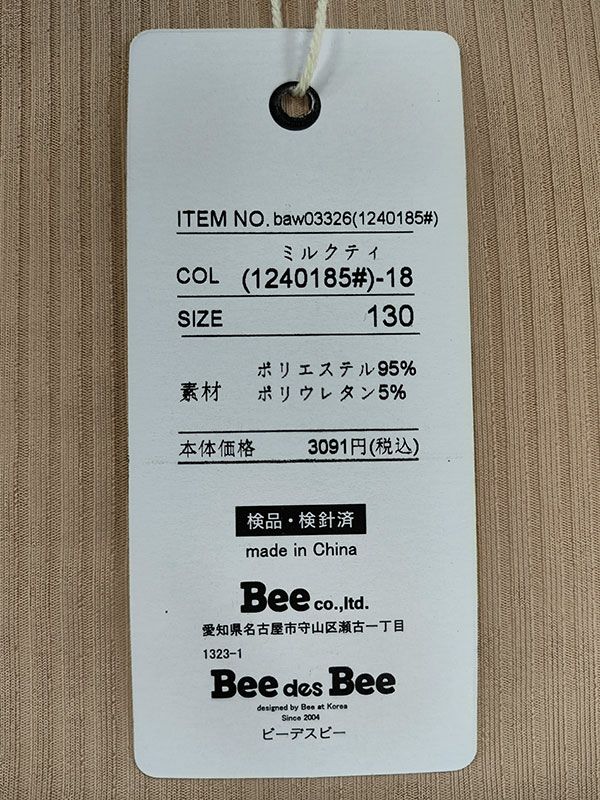 ITEM NO. baw03326(1240185#)
ミルクティ
COL (1240185#)-18
SIZE 130
ポリエステル95%
素材 ポリウレタン5%
本体価格 3091円(税込)
検品・検針済
made in China
Bee co.,ltd.
愛知県名古屋市守山区瀬古一丁目
1323-1
Bee des Bee
designed by Bee at Korea
Since 2004
ビーデスビー